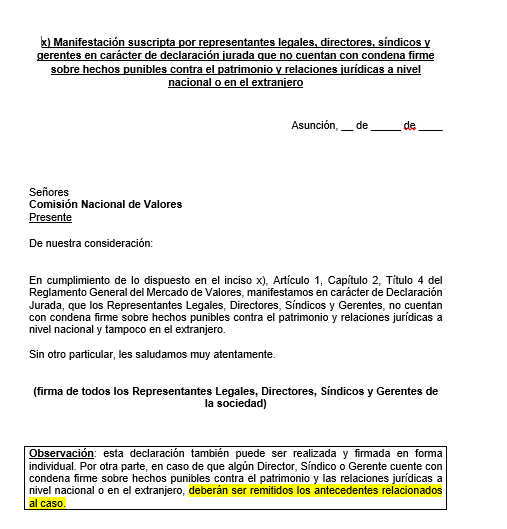 x) Manifestación suscripta por representantes legales, directores, síndicos y
gerentes en carácter de declaración jurada que no cuentan con condena firme
sobre hechos punibles contra el patrimonio y relaciones jurídicas a nivel
nacional o en el extranjero
Asunción, __ de _____ de ____
Señores
Comisión Nacional de Valores
Presente
De nuestra consideración:
En cumplimiento de lo dispuesto en el inciso x), Artículo 1, Capítulo 2, Título 4 del
Reglamento General del Mercado de Valores, manifestamos en carácter de Declaración
Jurada, que los Representantes Legales, Directores, Síndicos y Gerentes, no cuentan
con condena firme sobre hechos punibles contra el patrimonio y relaciones jurídicas a
nivel nacional y tampoco en el extranjero.
Sin otro particular, les saludamos muy atentamente.
(firma de todos los Representantes Legales, Directores, Síndicos y Gerentes de
la sociedad)
Observación: esta declaración también puede ser realizada y firmada en forma
individual. Por otra parte, en caso de que algún Director, Síndico o Gerente cuente con
condena firme sobre hechos punibles contra el patrimonio y las relaciones jurídicas a
nivel nacional o en el extranjero, deberán ser remitidos los antecedentes relacionados
al caso.